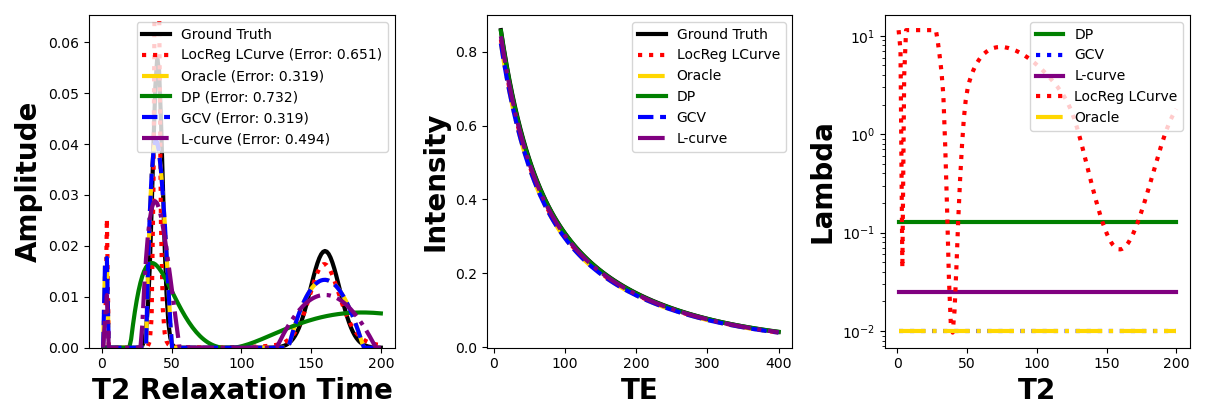 0.06
0.05
0.04
0.03
0.02
0.01
0.00
0
50
100
150
200
Amplitude
T2 Relaxation Time
Ground Truth
LocReg LCurve (Error: 0.651)
Oracle (Error: 0.319)
DP (Error: 0.732)
GCV (Error: 0.319)
L-curve (Error: 0.494)
0.8
0.6
0.4
0.2
0.0
0
100
200
300
400
Intensity
TE
Ground Truth
LocReg LCurve
Oracle
DP
GCV
L-curve
10¹
10⁰
10⁻¹
10⁻²
0
50
100
150
200
Lambda
T2
DP
GCV
L-curve
LocReg LCurve
Oracle